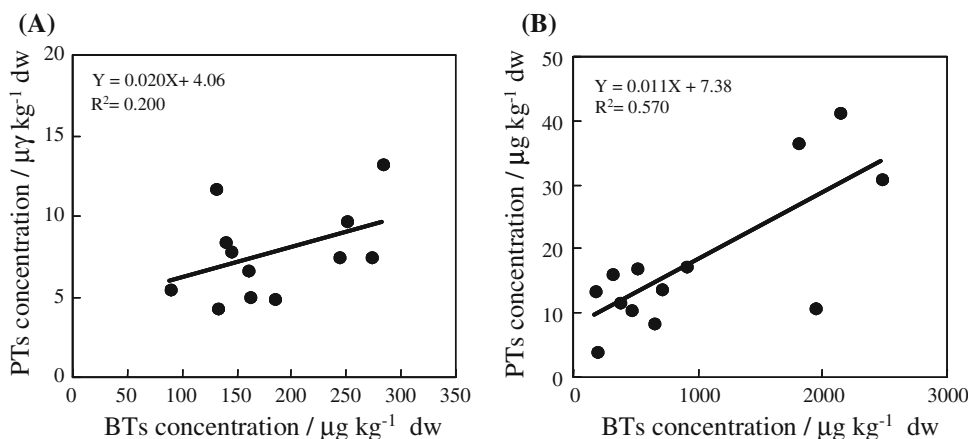 (A)
PTs concentration / μγ kg⁻¹ dw
20
15
10
5
0
Y = 0.020X+ 4.06
R²= 0.200
0 50 100 150 200 250 300 350
BTs concentration / μg kg⁻¹ dw
(B)
PTs concentration / μg kg⁻¹ dw
50
40
30
20
10
0
Y = 0.011X + 7.38
R²= 0.570
0 1000 2000 3000
BTs concentration / μg kg⁻¹ dw